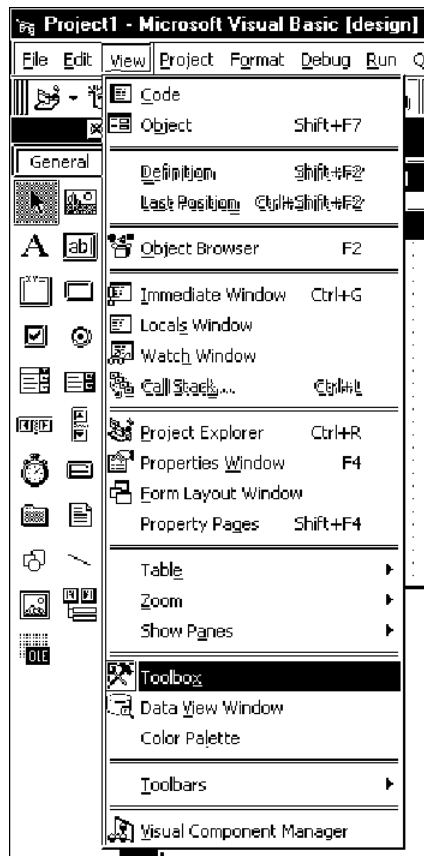 Project1 - Microsoft Visual Basic [design]
File Edit View Project Format Debug Run
Code
Object Shift+F7
General
Definition Shift+F2
Last Position Ctrl+Shift+F2
Object Browser F2
Immediate Window Ctrl+G
Locals Window
Watch Window
Call Stack... Ctrl+L
Project Explorer Ctrl+R
Properties Window F4
Form Layout Window
Property Pages Shift+F4
Table
Zoom
Show Panes
Toolbox
Data View Window
Color Palette
Toolbars
Visual Component Manager
A
ab
XY
OLE